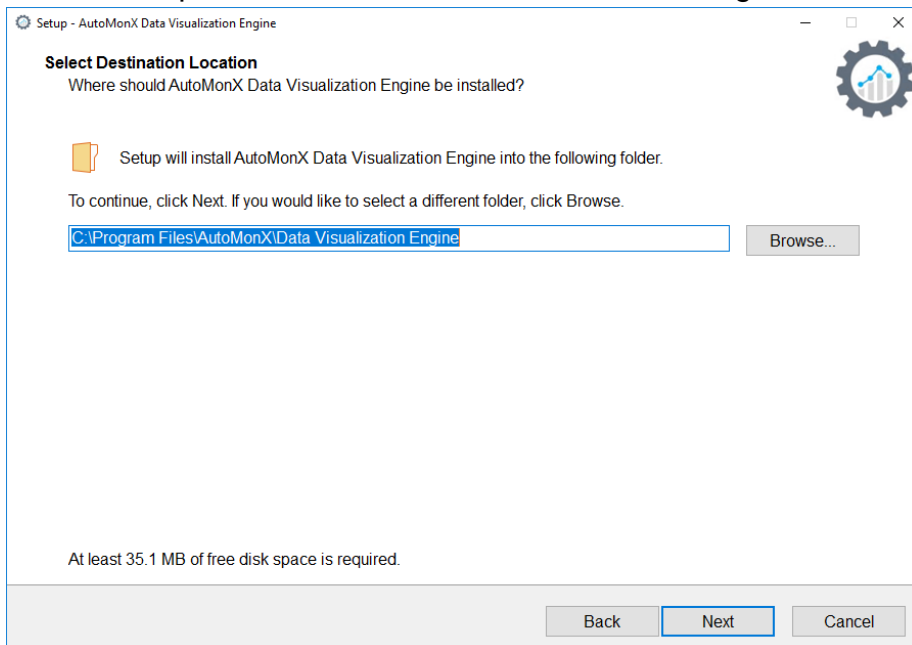 Setup - AutoMonX Data Visualization Engine
Select Destination Location
Where should AutoMonX Data Visualization Engine be installed?
Setup will install AutoMonX Data Visualization Engine into the following folder.
To continue, click Next. If you would like to select a different folder, click Browse.
C:\Program Files\AutoMonX\Data Visualization Engine
Browse...
At least 35.1 MB of free disk space is required.
Back Next Cancel